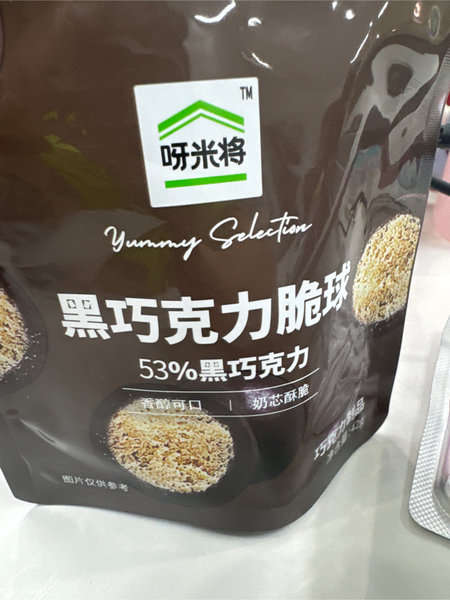 TM
呀米将
Yummy Selection
黑巧克力脆球
53%黑巧克力
香醇可口 | 奶芯酥脆
巧克力制品
图片仅供参考